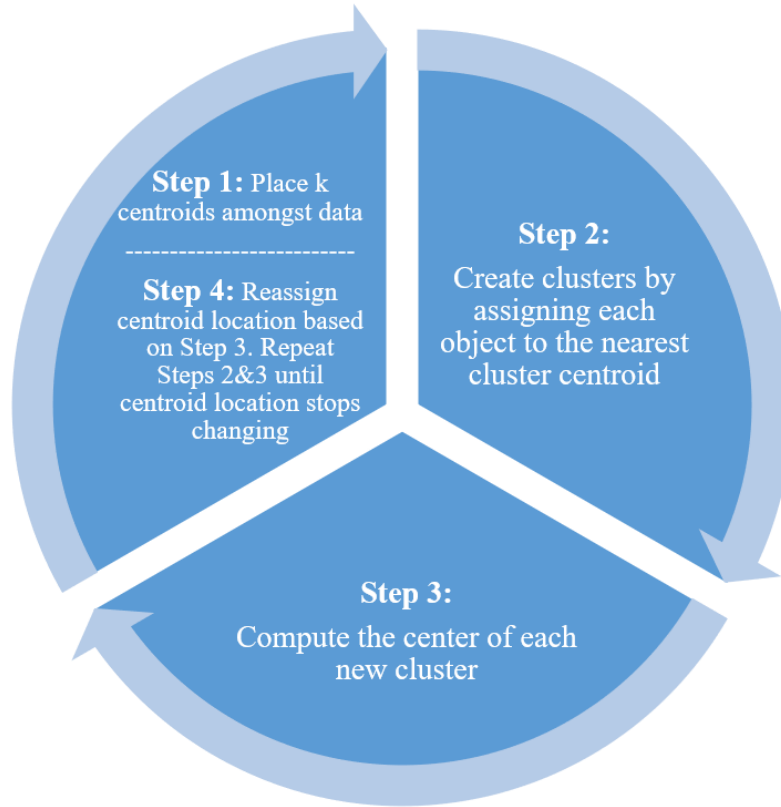 Step 1: Place k
centroids amongst data
--------------------------
Step 4: Reassign
centroid location based
on Step 3. Repeat
Steps 2&3 until
centroid location stops
changing
Step 2:
Create clusters by
assigning each
object to the nearest
cluster centroid
Step 3:
Compute the center of each
new cluster